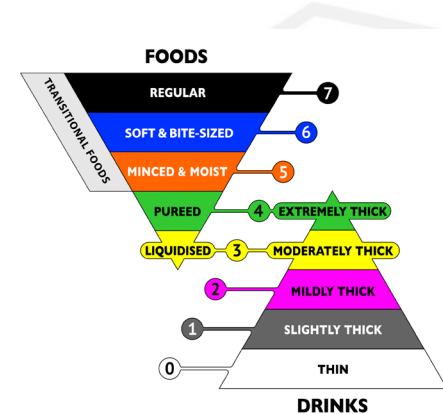 FOODS
TRANSITIONAL FOODS
REGULAR 7
SOFT & BITE-SIZED 6
MINCED & MOIST 5
PUREED 4 EXTREMELY THICK
LIQUIDISED 3 MODERATELY THICK
2 MILDLY THICK
1 SLIGHTLY THICK
0 THIN
DRINKS